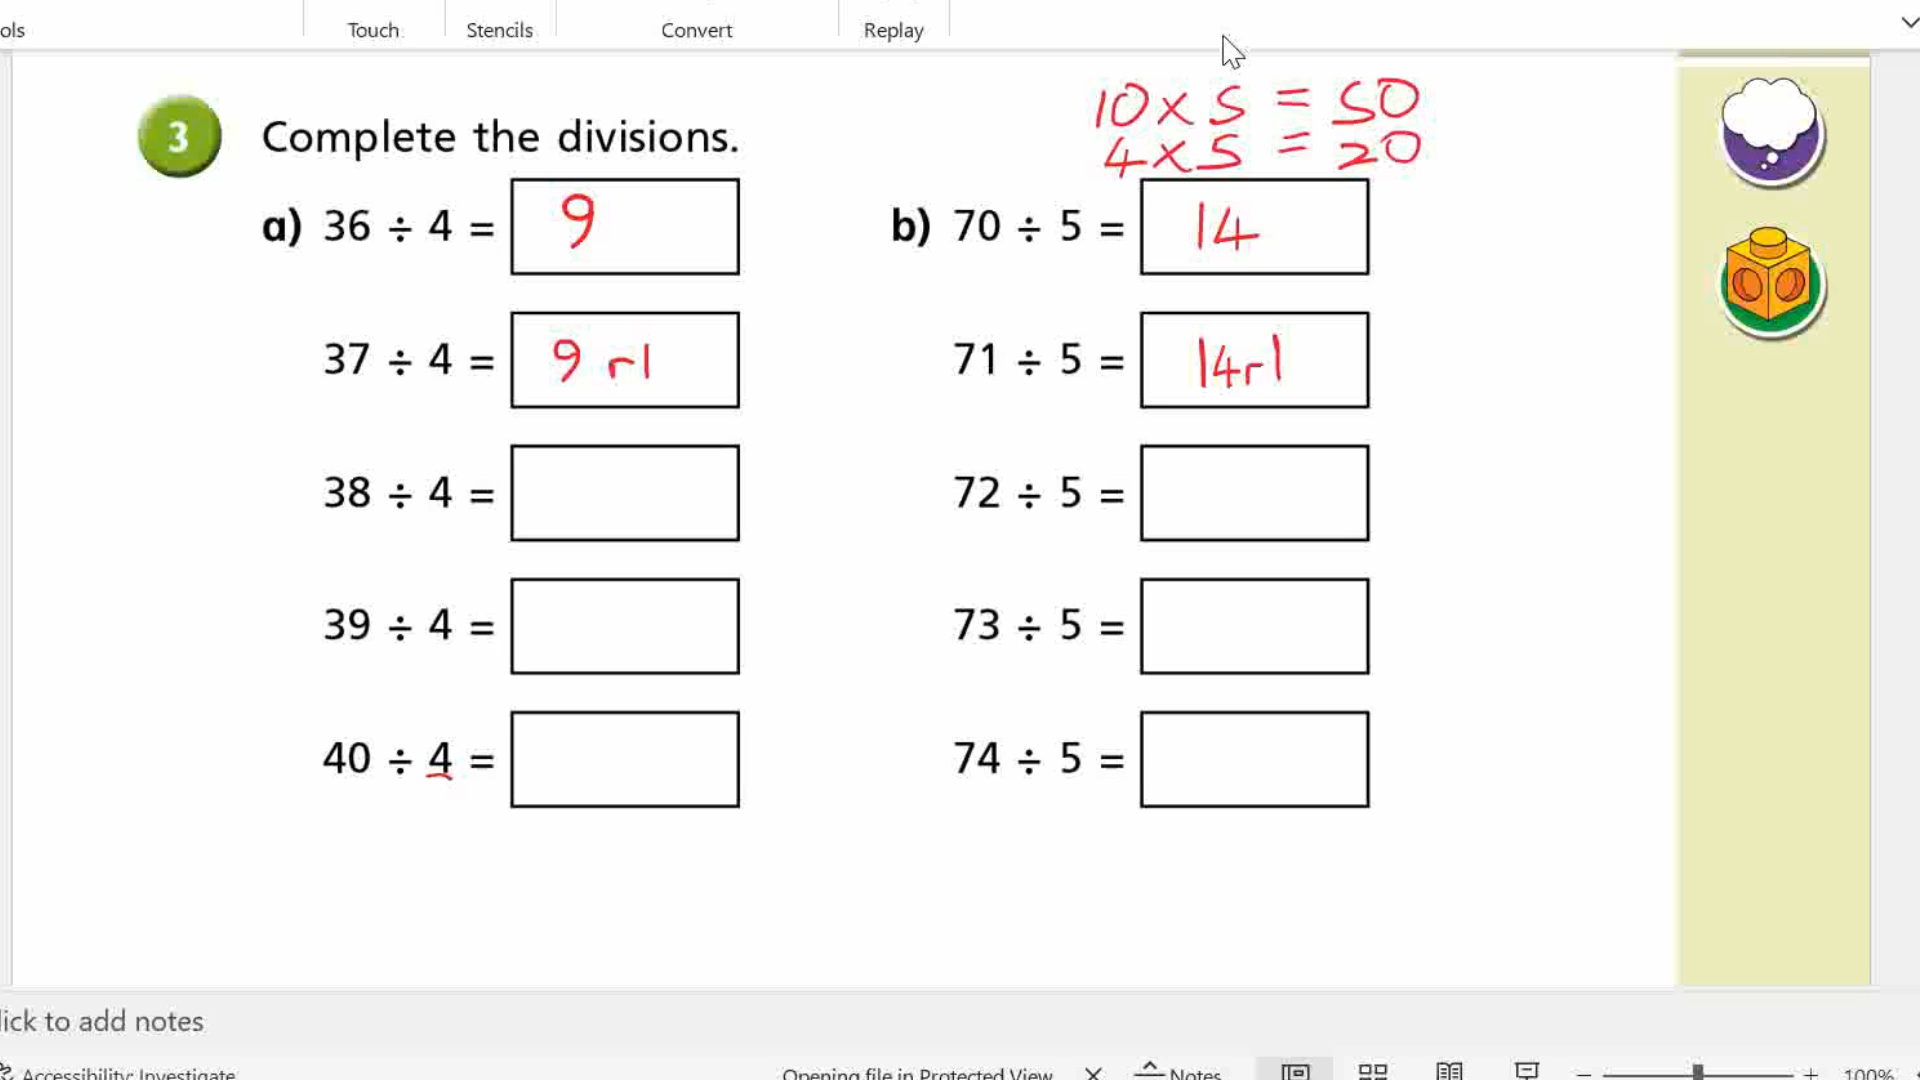 ols
Touch
Stencils
Convert
Replay
10 x 5 = 50
4 x 5 = 20
3 Complete the divisions.
a) 36 ÷ 4 = 9
37 ÷ 4 = 9 r1
38 ÷ 4 =
39 ÷ 4 =
40 ÷ 4 =
b) 70 ÷ 5 = 14
71 ÷ 5 = 14r1
72 ÷ 5 =
73 ÷ 5 =
74 ÷ 5 =
lick to add notes
Accessibility: Investigate
Opening file in Protected View
Notes
100%